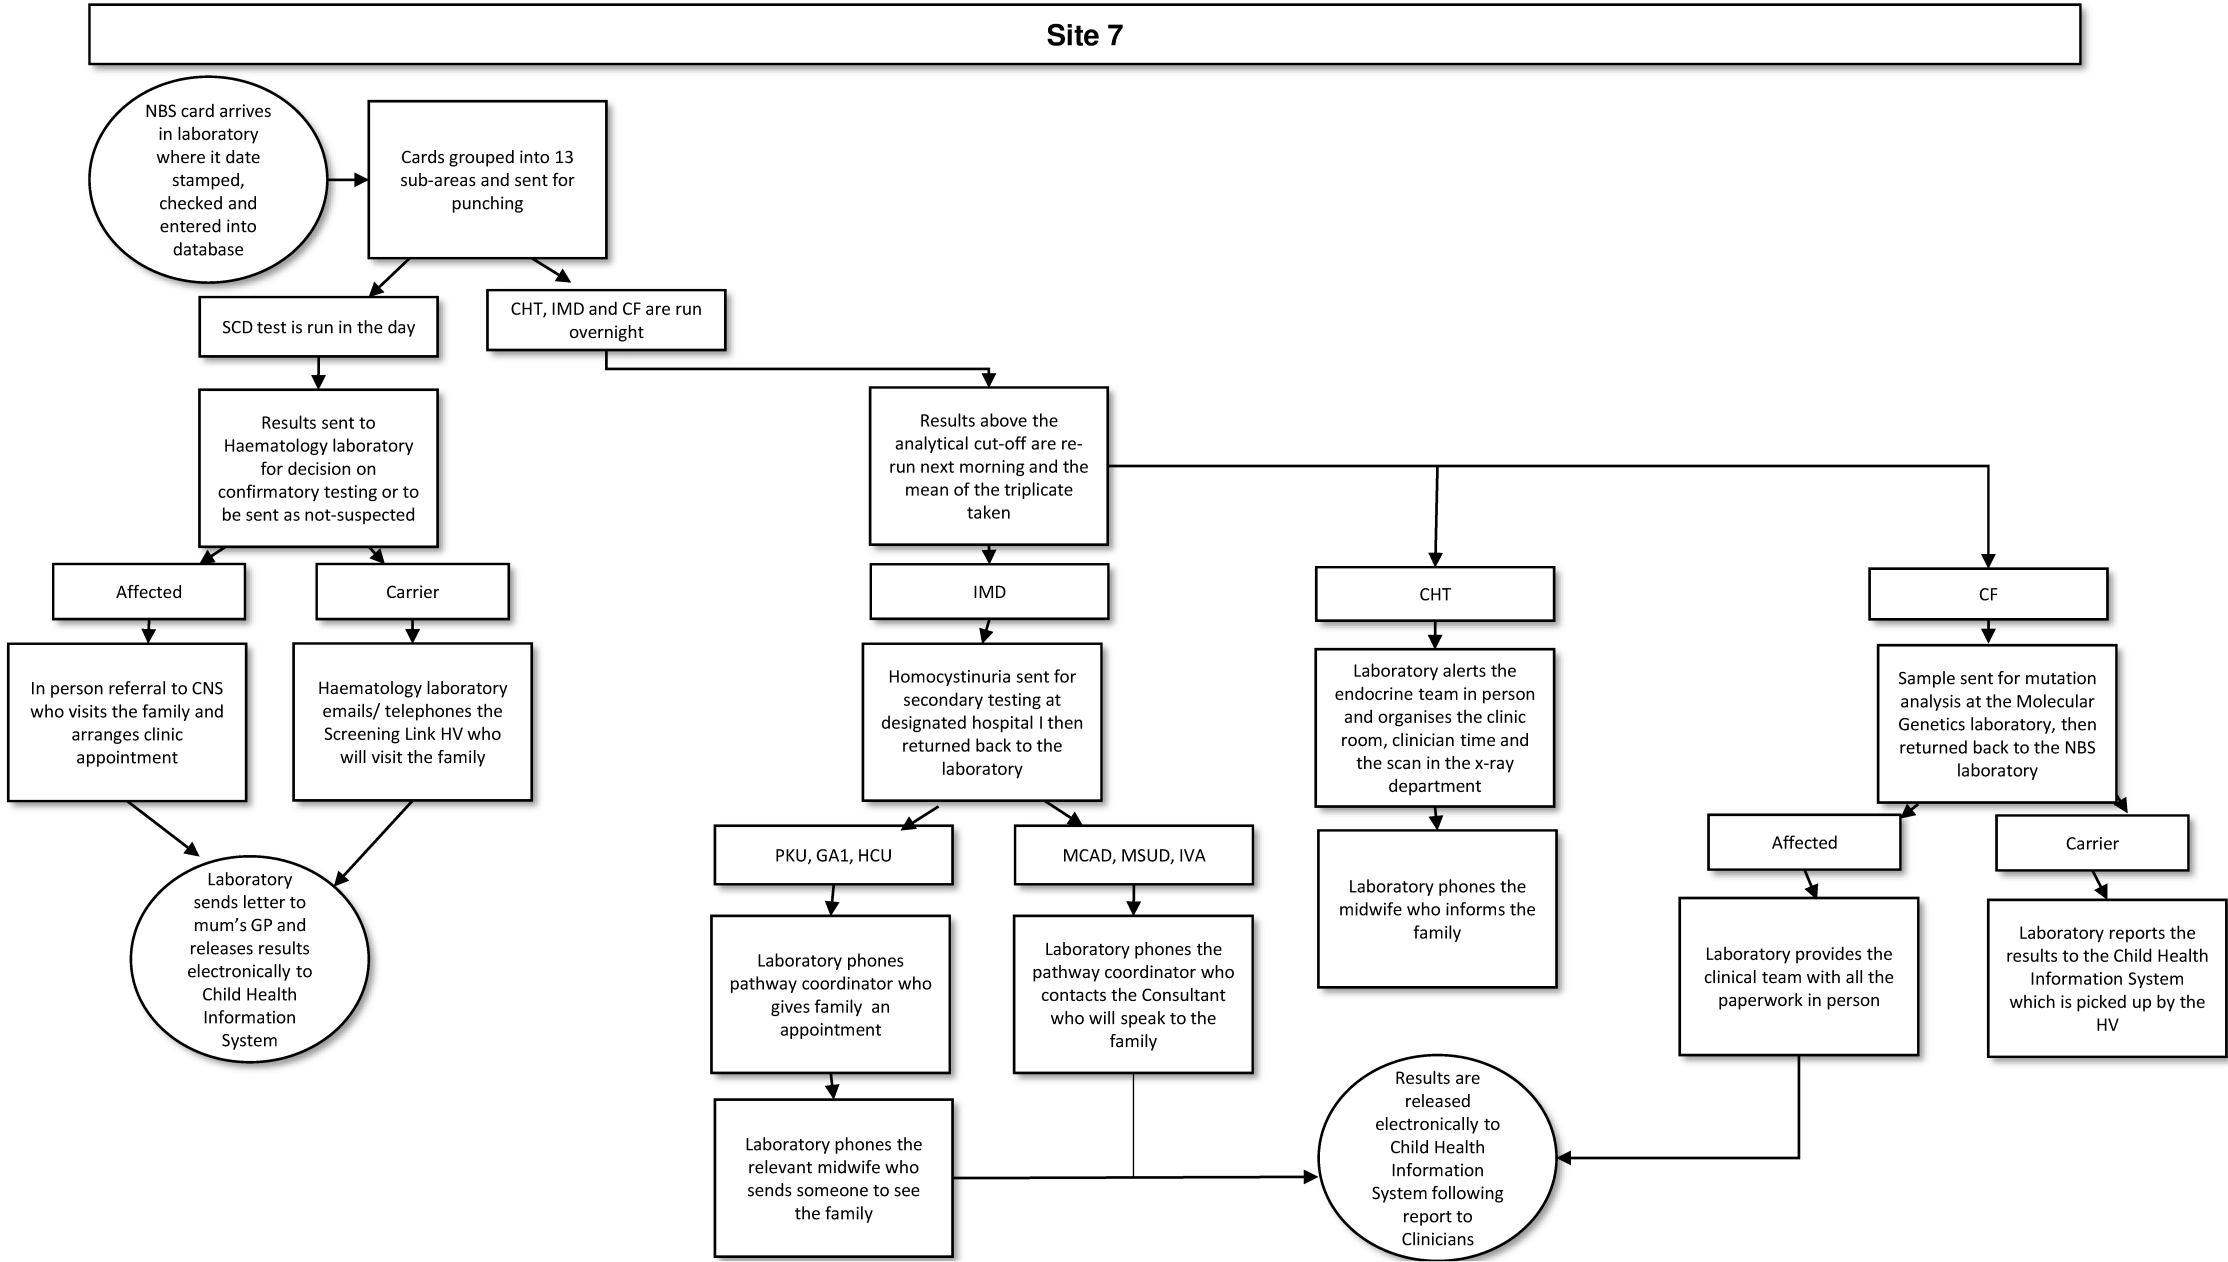 Site 7
NBS card arrives
in laboratory
where it date
stamped,
checked and
entered into
database
Cards grouped into 13
sub-areas and sent for
punching
SCD test is run in the day
CHT, IMD and CF are run
overnight
Results sent to
Haematology laboratory
for decision on
confirmatory testing or to
be sent as not-suspected
Results above the
analytical cut-off are re-
run next morning and the
mean of the triplicate
taken
Affected
Carrier
IMD
CHT
CF
In person referral to CNS
who visits the family and
arranges clinic
appointment
Haematology laboratory
emails/ telephones the
Screening Link HV who
will visit the family
Homocystinuria sent for
secondary testing at
designated hospital I then
returned back to the
laboratory
Laboratory alerts the
endocrine team in person
and organises the clinic
room, clinician time and
the scan in the x-ray
department
Sample sent for mutation
analysis at the Molecular
Genetics laboratory, then
returned back to the NBS
laboratory
PKU, GA1, HCU
MCAD, MSUD, IVA
Affected
Carrier
Laboratory
sends letter to
mum’s GP and
releases results
electronically to
Child Health
Information
System
Laboratory phones
pathway coordinator who
gives family  an
appointment
Laboratory phones the
pathway coordinator who
contacts the Consultant
who will speak to the
family
Laboratory phones the
midwife who informs the
family
Laboratory provides the
clinical team with all the
paperwork in person
Laboratory reports the
results to the Child Health
Information System
which is picked up by the
HV
Laboratory phones the
relevant midwife who
sends someone to see
the family
Results are
released
electronically to
Child Health
Information
System following
report to
Clinicians